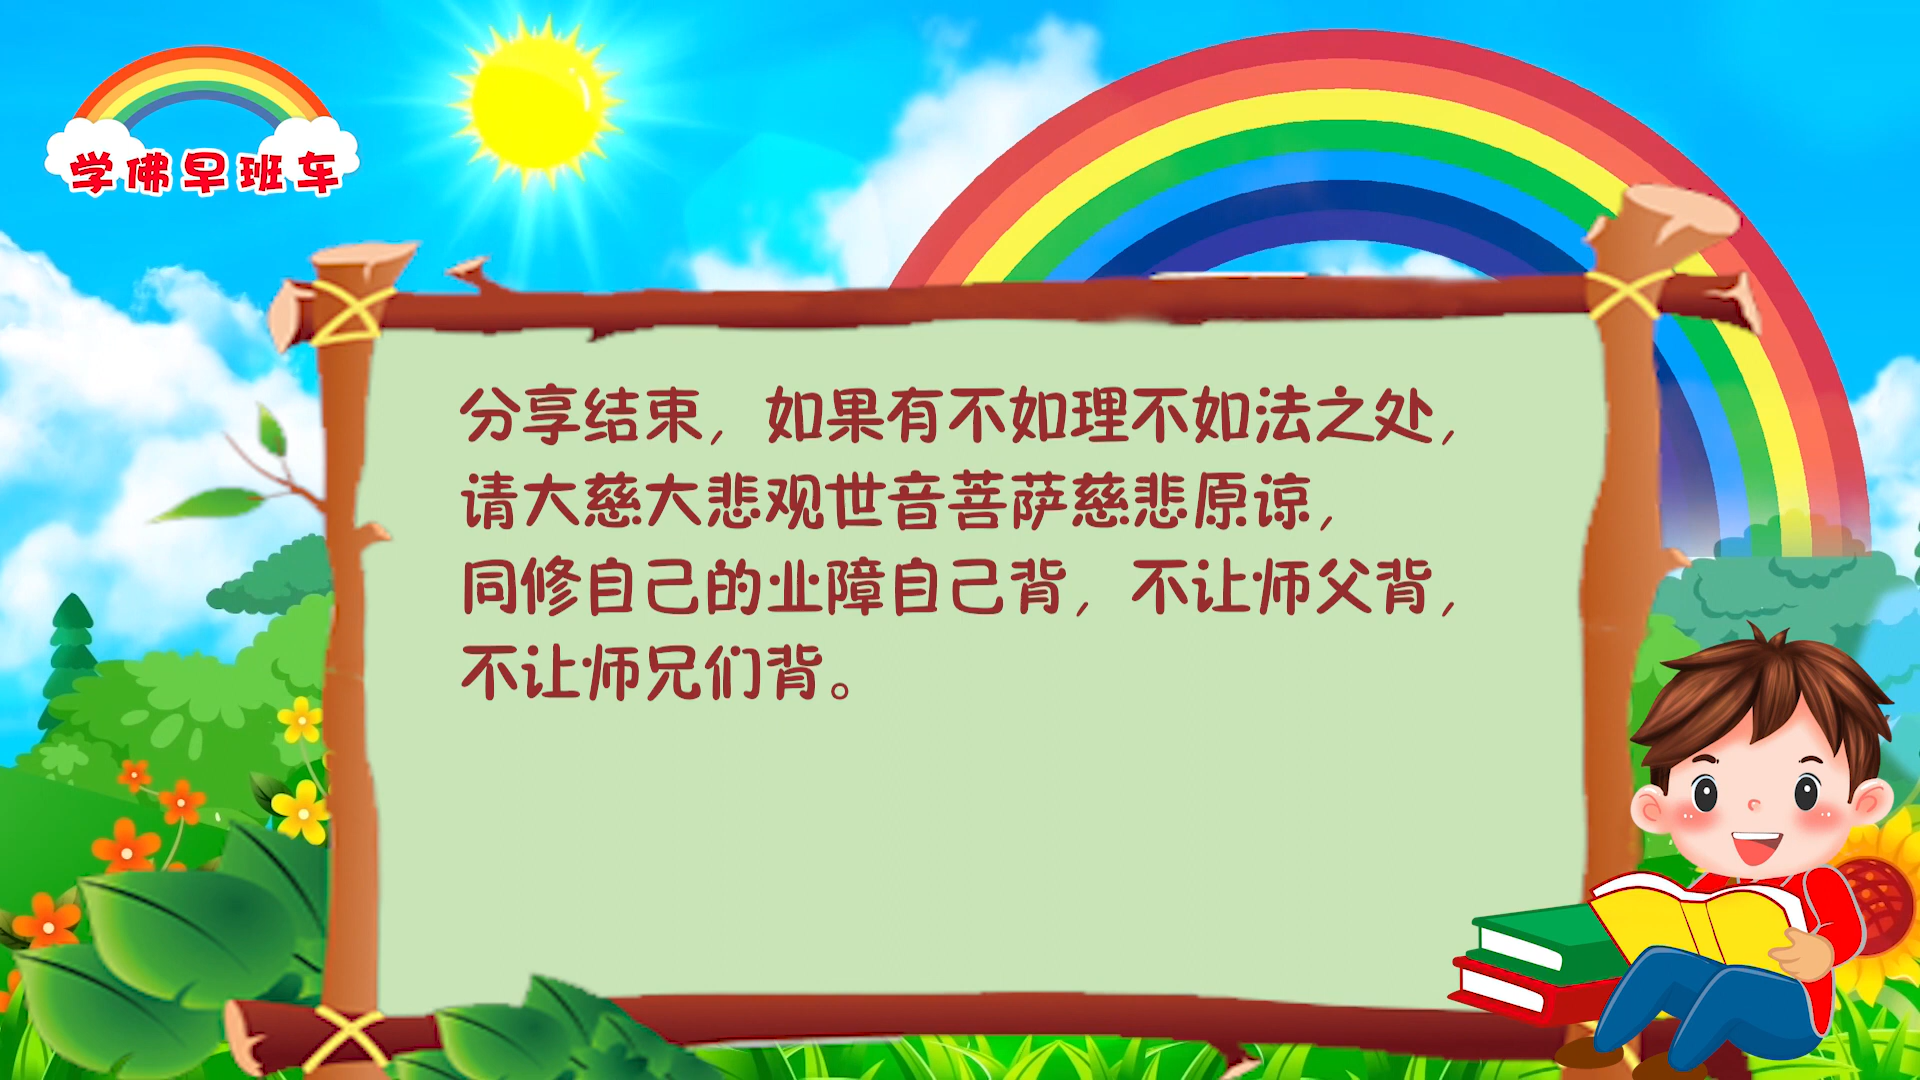 学佛早班车
分享结束，如果有不如理不如法之处，
请大慈大悲观世音菩萨慈悲原谅，
同修自己的业障自己背，不让师父背，
不让师兄们背。